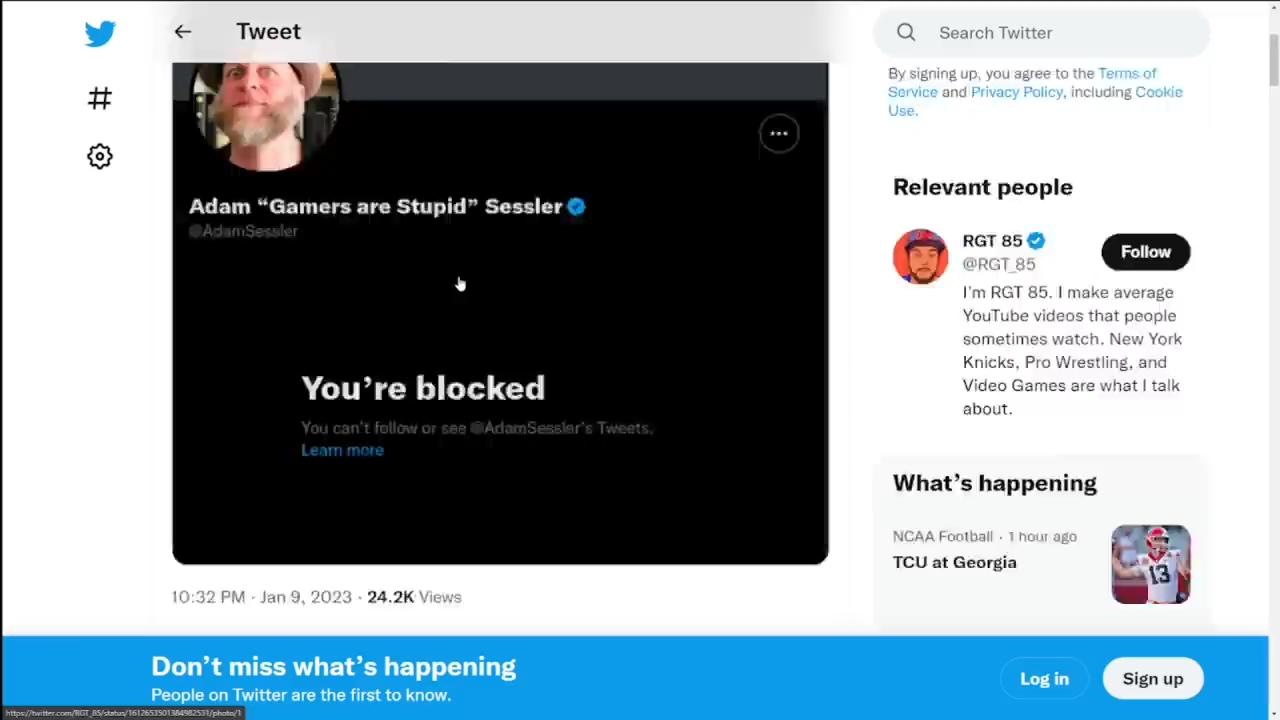 Tweet
Adam “Gamers are Stupid” Sessler
@AdamSessler
You’re blocked
You can’t follow or see @AdamSessler’s Tweets.
Learn more
10:32 PM · Jan 9, 2023 · 24.2K Views
Search Twitter
By signing up, you agree to the Terms of
Service and Privacy Policy, including Cookie
Use.
Relevant people
RGT 85
@RGT_85
Follow
I’m RGT 85. I make average
YouTube videos that people
sometimes watch. New York
Knicks, Pro Wrestling, and
Video Games are what I talk
about.
What’s happening
NCAA Football · 1 hour ago
TCU at Georgia
13
Don’t miss what’s happening
People on Twitter are the first to know.
Log in
Sign up
https://twitter.com/RGT_85/status/1612653501384982531/photo/1